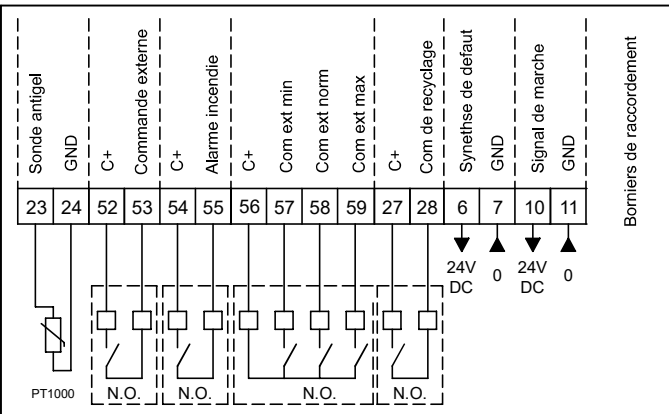 Sonde antigel
GND
C+
Commande externe
C+
Alarme incendie
C+
Com ext min
Com ext norm
Com ext max
C+
Com de recyclage
Synethse de defaut
GND
Signal de marche
GND
Borniers de raccordement
23 24 52 53 54 55 56 57 58 59 27 28 6 7 10 11
24V DC
0
24V DC
0
PT1000
N.O.
N.O.
N.O.
N.O.